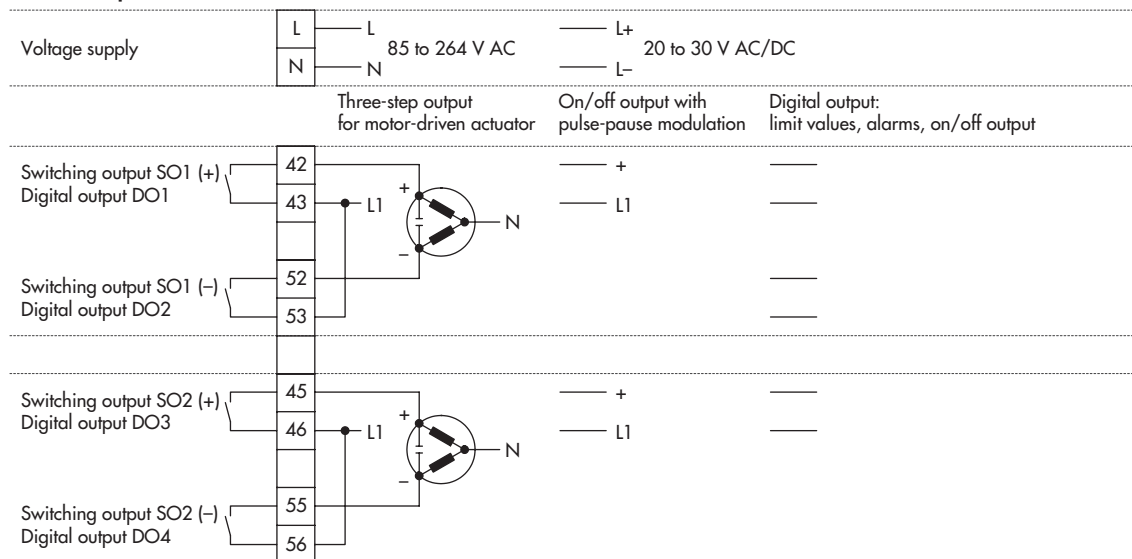 L L L+
Voltage supply 85 to 264 V AC 20 to 30 V AC/DC
N N L–
Three-step output On/off output with Digital output:
for motor-driven actuator pulse-pause modulation limit values, alarms, on/off output
Switching output SO1 (+) 42 + +
Digital output DO1 43 L1 L1
N
–
Switching output SO1 (–) 52
Digital output DO2 53
Switching output SO2 (+) 45 + +
Digital output DO3 46 L1 L1
N
–
Switching output SO2 (–) 55
Digital output DO4 56